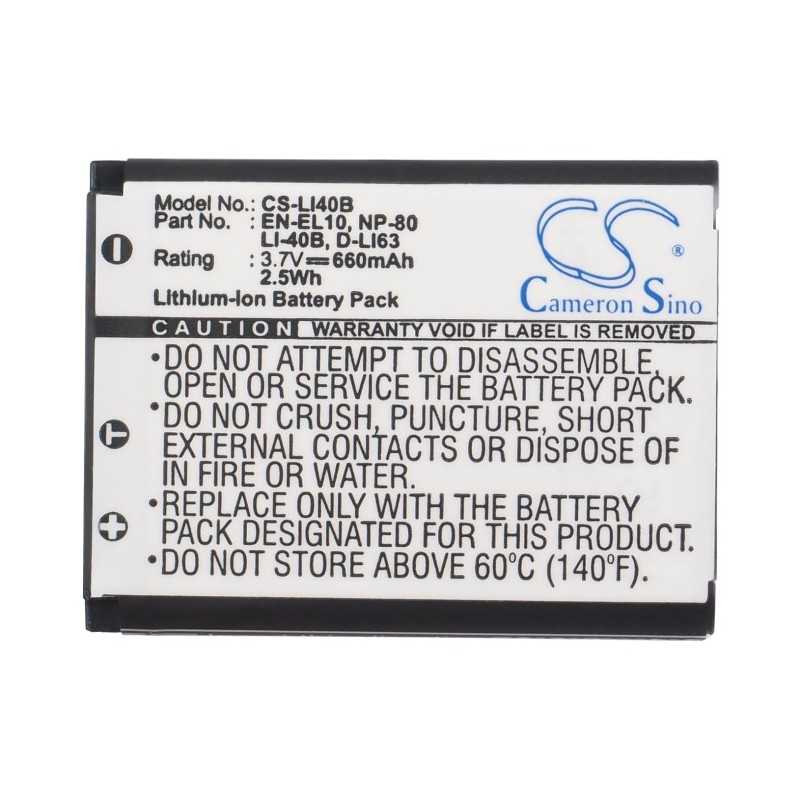 Model No.: CS-LI40B
Part No.: EN-EL10, NP-80
LI-40B, D-LI63
Rating : 3.7V⎓660mAh
2.5Wh
Lithium-Ion Battery Pack
CS
®
Cameron Sino
CAUTION WARRANTY VOID IF LABEL IS REMOVED
•DO NOT ATTEMPT TO DISASSEMBLE,
OPEN OR SERVICE THE BATTERY PACK.
•DO NOT CRUSH, PUNCTURE, SHORT
EXTERNAL CONTACTS OR DISPOSE OF
IN FIRE OR WATER.
•REPLACE ONLY WITH THE BATTERY
PACK DESIGNATED FOR THIS PRODUCT.
•DO NOT STORE ABOVE 60°C (140°F).
-
T
+